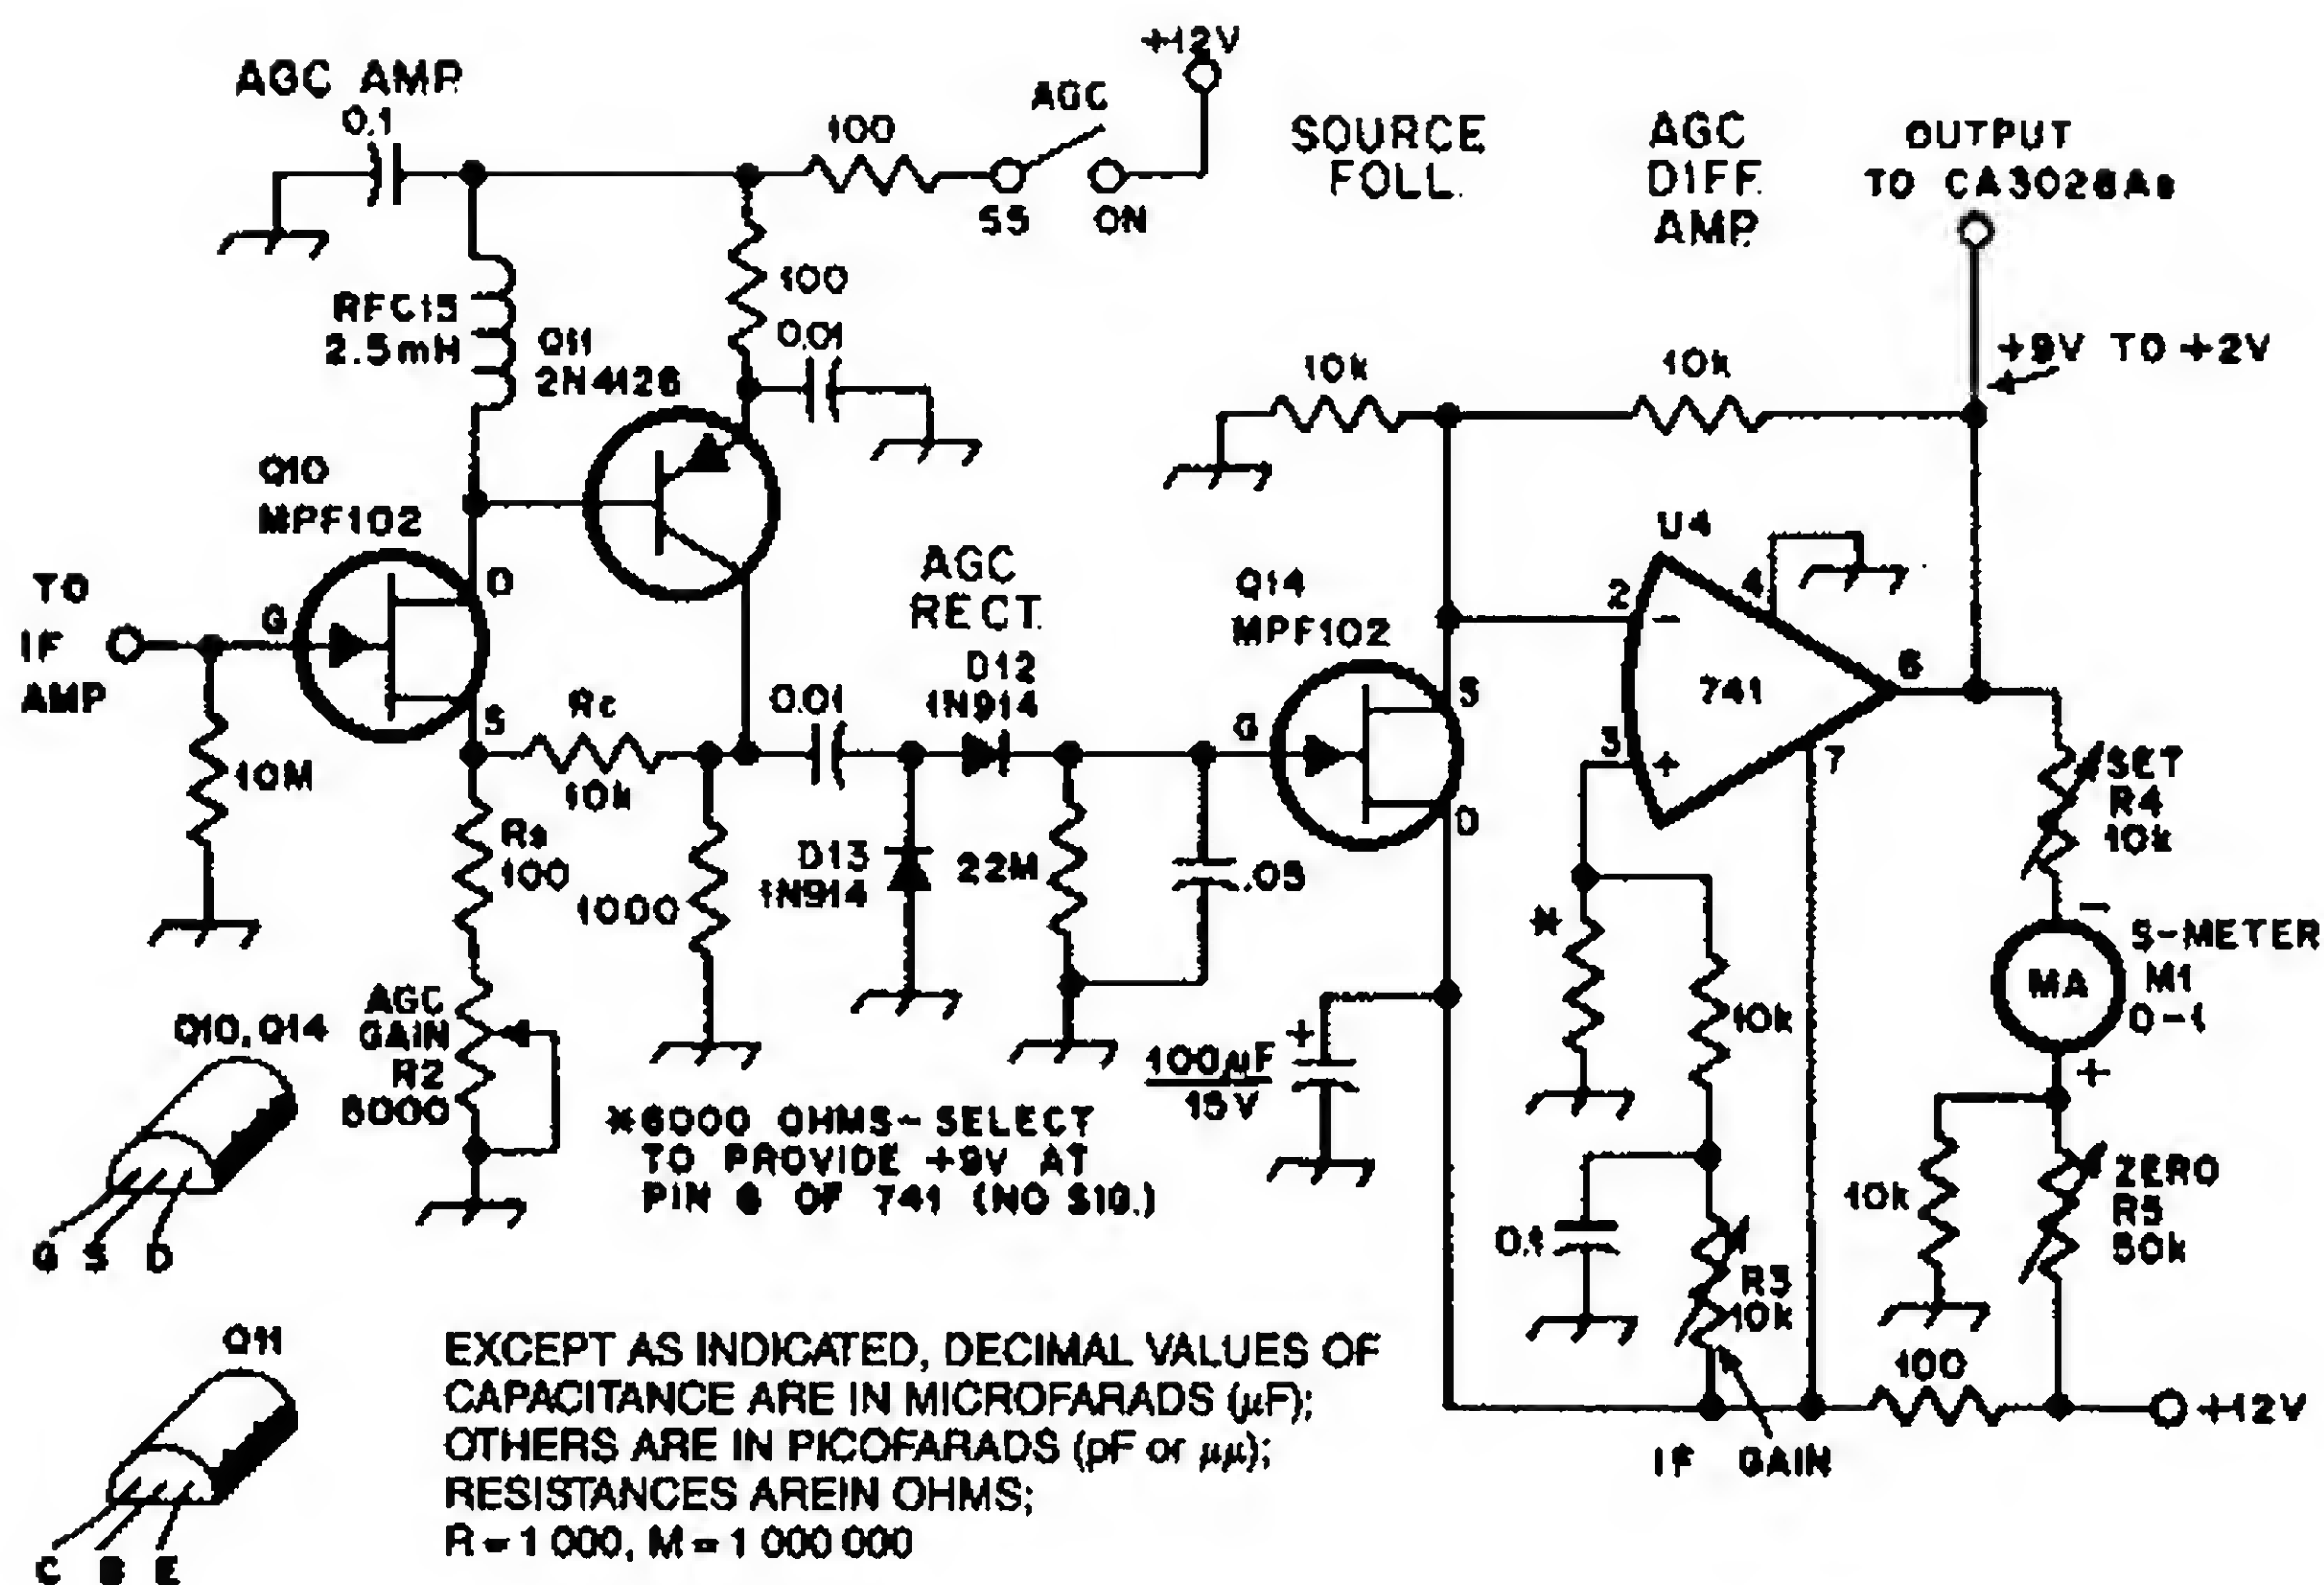 AGC AMP.
0.1
100
AGC
+12V
S5
ON
SOURCE
FOLL.
AGC
DIFF.
AMP.
OUTPUT
TO CA3028As
RFC15
2.5mH
100
0.01
Q11
2N4126
10k
10k
+9V TO +2V
Q10
MPF102
TO
IF
AMP
G
D
S
10M
Rc
10k
0.01
AGC
RECT.
D12
1N914
Q14
MPF102
G
S
D
U4
741
2
-
3
+
4
6
7
Rs
100
1000
D13
1N914
22M
.05
SET
R4
10k
-
S-METER
M1
0-1
MA
+
AGC
GAIN
R2
5000
Q10, Q14
G S D
*6000 OHMS-SELECT
TO PROVIDE +9V AT
PIN 6 OF 741 (NO SIG.)
+
100µF
15V
*
10k
0.1
R3
10k
IF GAIN
10k
ZERO
R5
50k
100
+12V
Q11
C B E
EXCEPT AS INDICATED, DECIMAL VALUES OF
CAPACITANCE ARE IN MICROFARADS (µF);
OTHERS ARE IN PICOFARADS (pF or µµ);
RESISTANCES AREIN OHMS;
R = 1 000, M = 1 000 000